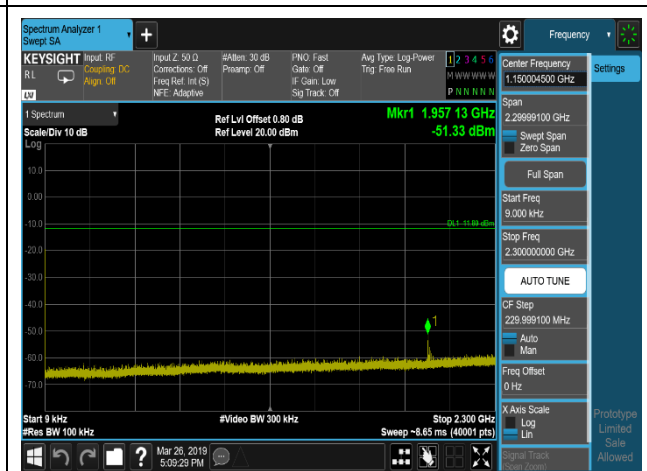 Spectrum Analyzer 1
Swept SA
Frequency
KEYSIGHT
RL
LXI
Input: RF
Coupling: DC
Align: Off
Input Z: 50 Ω
Corrections: Off
Freq Ref: Int (S)
NFE: Adaptive
#Atten: 30 dB
Preamp: Off
PNO: Fast
Gate: Off
IF Gain: Low
Sig Track: Off
Avg Type: Log-Power
Trig: Free Run
1 2 3 4 5 6
M W W W W W
P N N N N N
1 Spectrum
Scale/Div 10 dB
Log
Ref Lvl Offset 0.80 dB
Ref Level 20.00 dBm
Mkr1 1.957 13 GHz
-51.33 dBm
10.0
0.00
-10.0
-20.0
-30.0
-40.0
-50.0
-60.0
-70.0
DL1 -11.89 dBm
1
Start 9 kHz
#Res BW 100 kHz
#Video BW 300 kHz
Stop 2.300 GHz
Sweep ~8.65 ms (40001 pts)
Mar 26, 2019
5:09:29 PM
Center Frequency
1.150004500 GHz
Span
2.29999100 GHz
Swept Span
Zero Span
Full Span
Start Freq
9.000 kHz
Stop Freq
2.300000000 GHz
AUTO TUNE
CF Step
229.999100 MHz
Auto
Man
Freq Offset
0 Hz
X Axis Scale
Log
Lin
Signal Track
(Span Zoom)
Settings
Prototype
Limited
Sale
Allowed